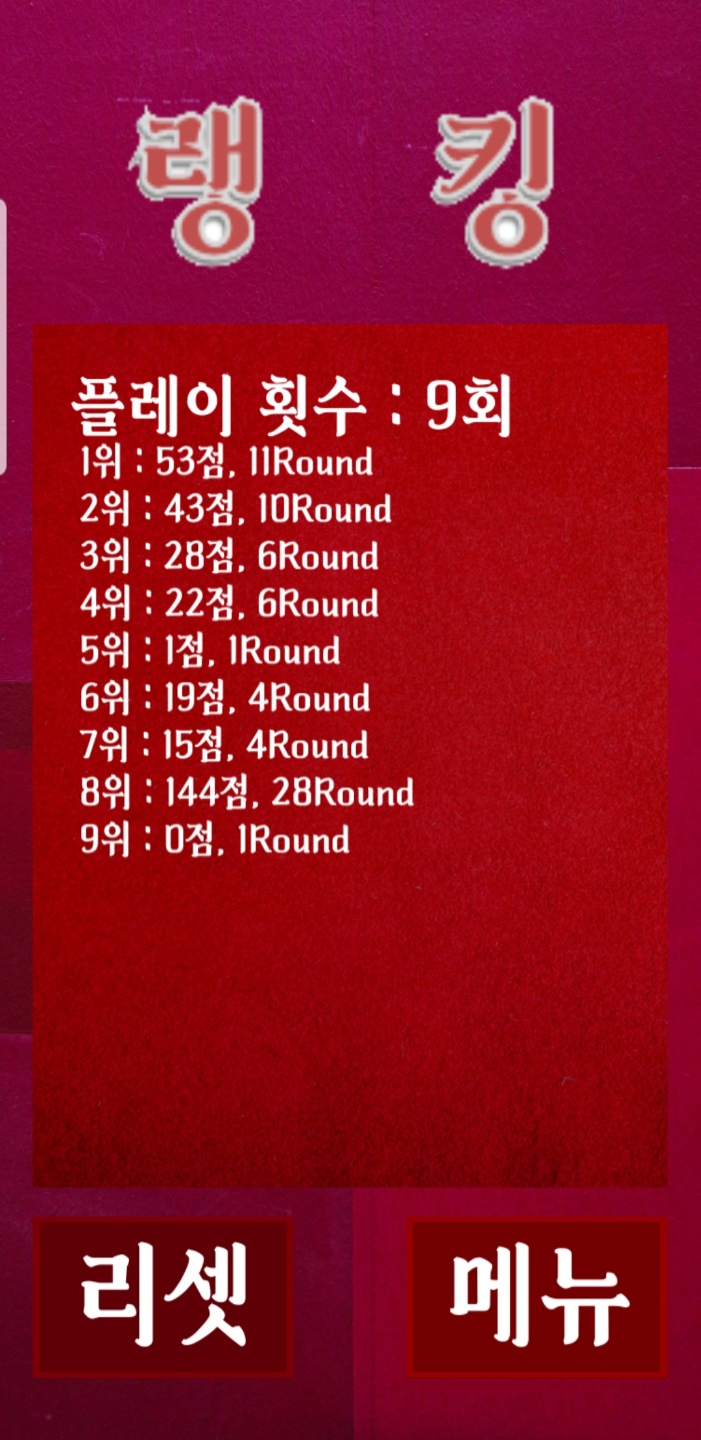 랭 킹
플레이 횟수 : 9회
1위 : 53점, 11Round
2위 : 43점, 10Round
3위 : 28점, 6Round
4위 : 22점, 6Round
5위 : 1점, 1Round
6위 : 19점, 4Round
7위 : 15점, 4Round
8위 : 144점, 28Round
9위 : 0점, 1Round
리셋 메뉴